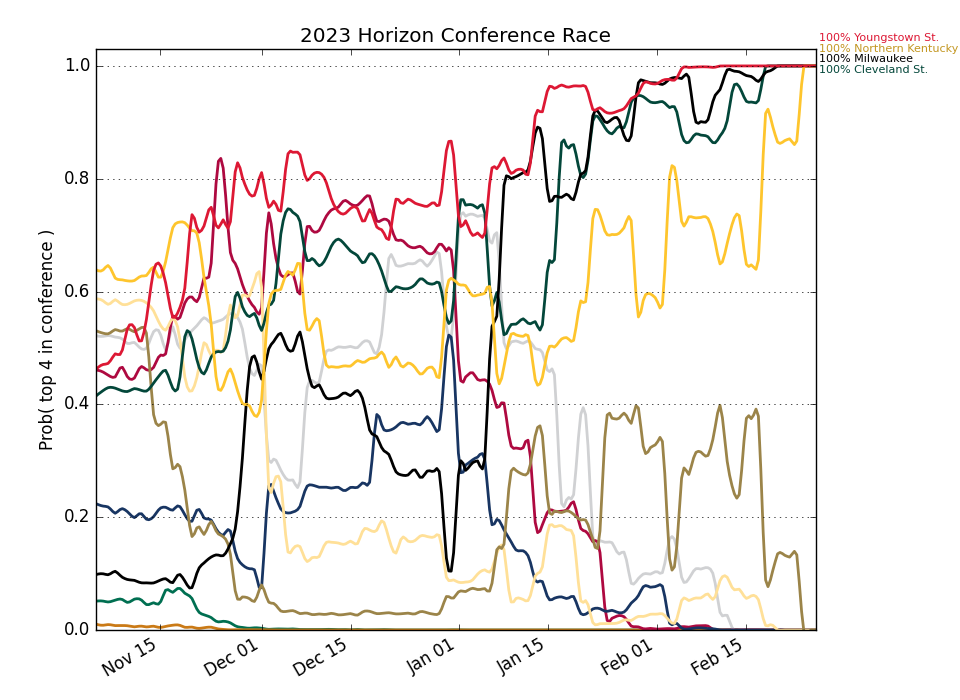 2023 Horizon Conference Race
100% Youngstown St.
100% Northern Kentucky
100% Milwaukee
100% Cleveland St.
Prob( top 4 in conference )
1.0
0.8
0.6
0.4
0.2
0.0
Nov 15
Dec 01
Dec 15
Jan 01
Jan 15
Feb 01
Feb 15